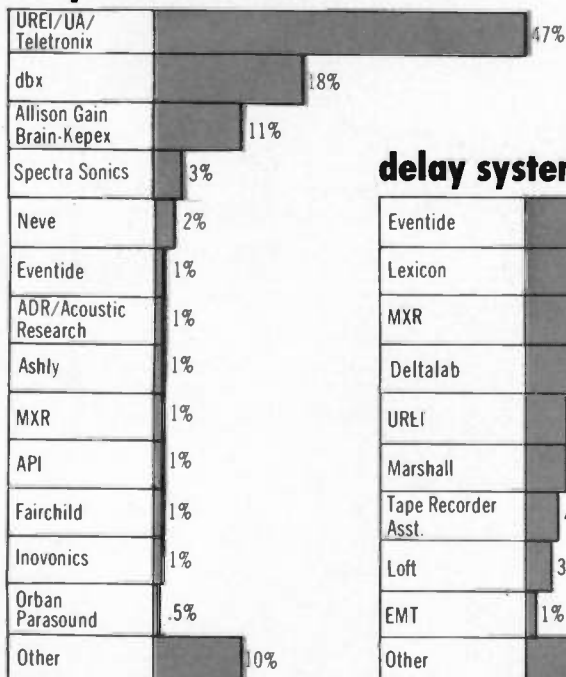 UREI/UA/
Teletronix
47%
dbx
18%
Allison Gain
Brain-Kepex
11%
Spectra Sonics
3%
Neve
2%
Eventide
1%
ADR/Acoustic
Research
1%
Ashly
1%
MXR
1%
API
1%
Fairchild
1%
Inovonics
1%
Orban
Parasound
.5%
Other
10%
delay
Eventide
Lexicon
MXR
Deltalab
UREI
Marshall
Tape Recorder
Asst.
Loft
3
EMT
1%
Other